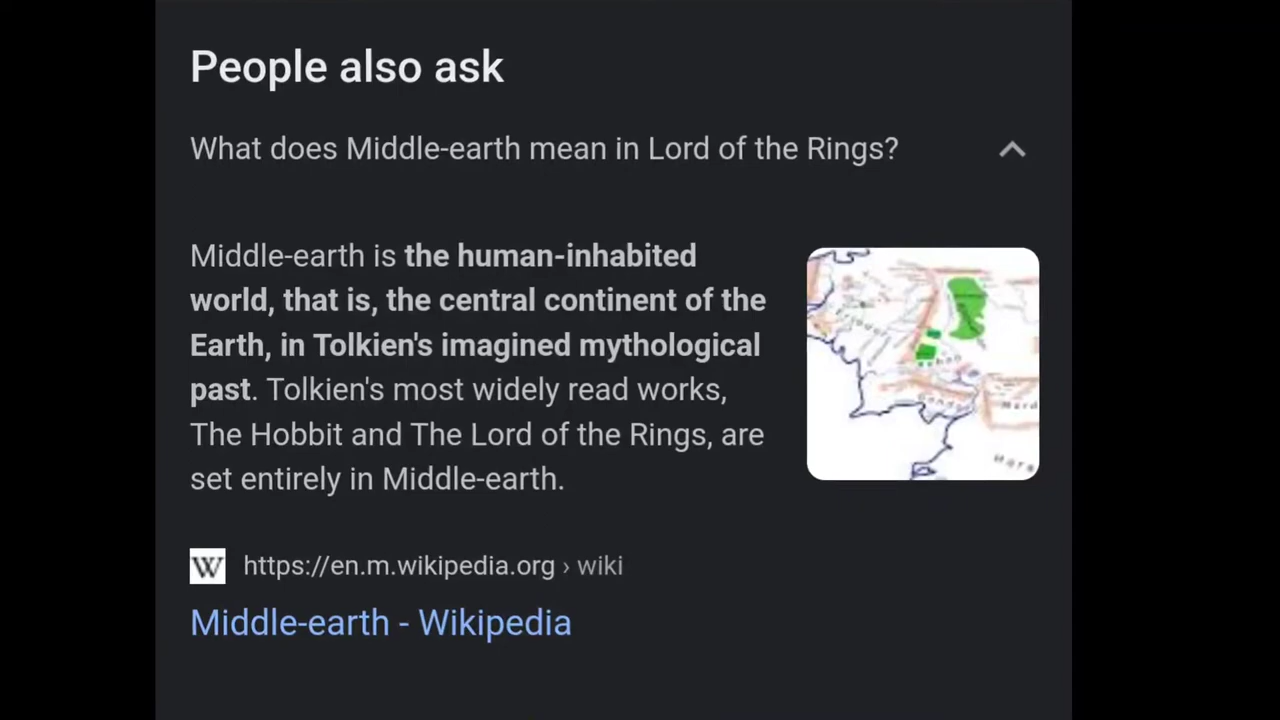 People also ask
What does Middle-earth mean in Lord of the Rings?
Middle-earth is the human-inhabited
world, that is, the central continent of the
Earth, in Tolkien's imagined mythological
past. Tolkien's most widely read works,
The Hobbit and The Lord of the Rings, are
set entirely in Middle-earth.
W https://en.m.wikipedia.org › wiki
Middle-earth - Wikipedia